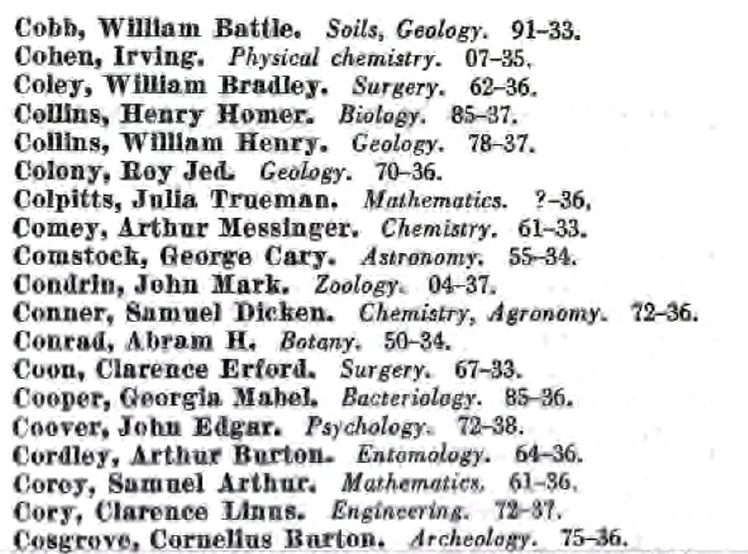 Cobb, William Battle. Soils, Geology. 91–33.
Cohen, Irving. Physical chemistry. 07–35.
Coley, William Bradley. Surgery. 62–36.
Collins, Henry Homer. Biology. 85–37.
Collins, William Henry. Geology. 78–37.
Colony, Roy Jed. Geology. 70–36.
Colpitts, Julia Trueman. Mathematics. ?–36.
Comey, Arthur Messinger. Chemistry. 61–33.
Comstock, George Cary. Astronomy. 55–34.
Condrin, John Mark. Zoology. 04–37.
Conner, Samuel Dicken. Chemistry, Agronomy. 72–36.
Conrad, Abram H. Botany. 50–34.
Coon, Clarence Erford. Surgery. 67–33.
Cooper, Georgia Mabel. Bacteriology. 85–36.
Coover, John Edgar. Psychology. 72–38.
Cordley, Arthur Burton. Entomology. 64–36.
Corey, Samuel Arthur. Mathematics. 61–36.
Cory, Clarence Linus. Engineering. 72–37.
Cosgrove, Cornelius Burton. Archeology. 75–36.